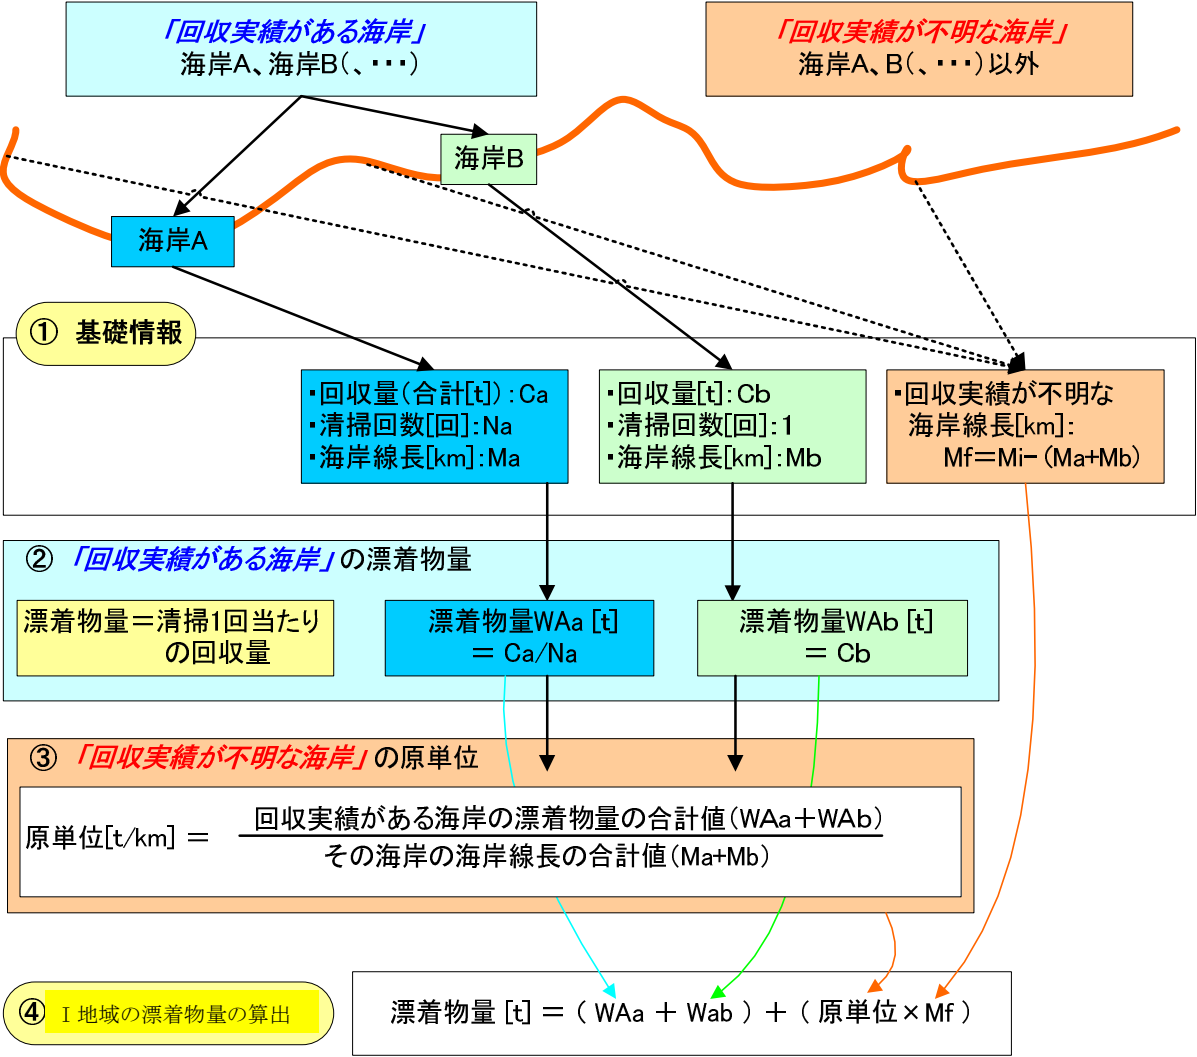 「回収実績がある海岸」
海岸A、海岸B（、・・・）
「回収実績が不明な海岸」
海岸A、B（、・・・）以外
海岸B
海岸A
① 基礎情報
・回収量（合計[t]）：Ca
・清掃回数[回]：Na
・海岸線長[km]：Ma
・回収量[t]：Cb
・清掃回数[回]：1
・海岸線長[km]：Mb
・回収実績が不明な
海岸線長[km]：
Mf＝Mi－（Ma+Mb）
② 「回収実績がある海岸」の漂着物量
漂着物量＝清掃1回当たり
の回収量
漂着物量WAa [t]
＝ Ca/Na
漂着物量WAb [t]
＝ Cb
③ 「回収実績が不明な海岸」の原単位
原単位[t/km] ＝
回収実績がある海岸の漂着物量の合計値（WAa＋WAb）
その海岸の海岸線長の合計値（Ma+Mb）
④ Ｉ地域の漂着物量の算出
漂着物量 [t] ＝（ WAa ＋ Wab ）＋（ 原単位×Mf ）